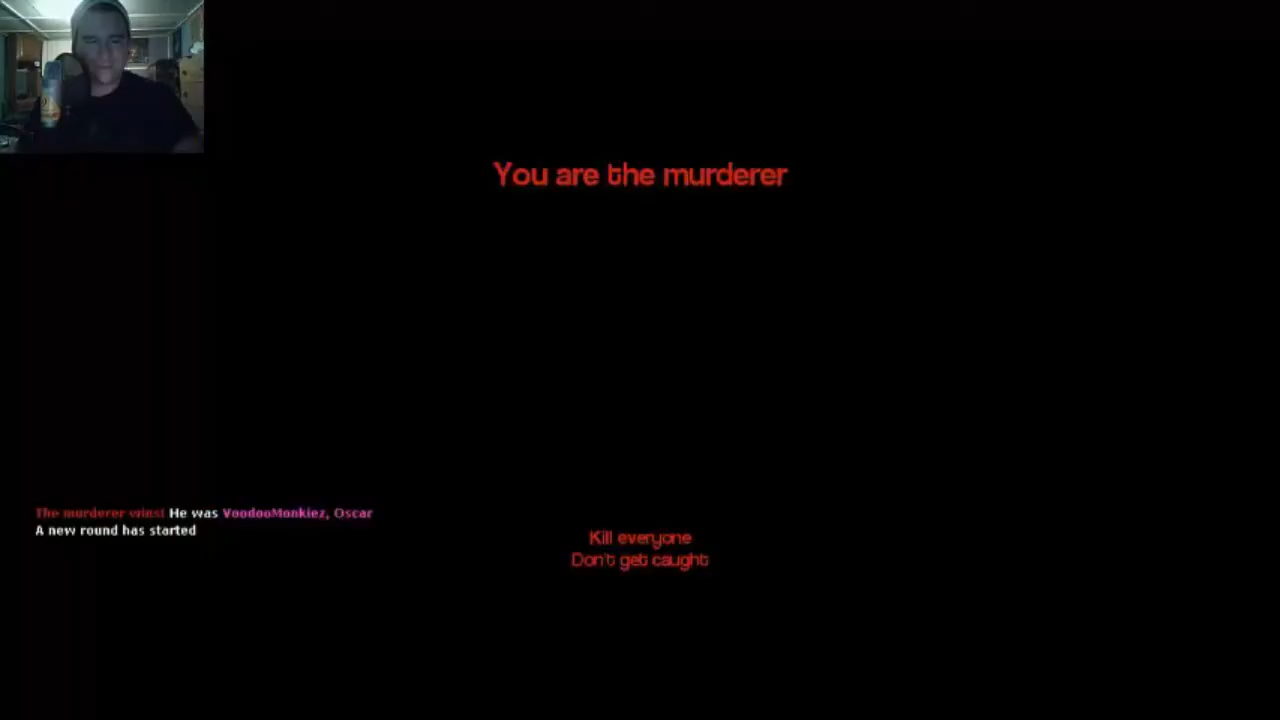 You are the murderer
The murderer wins! He was VoodooMonkiez, Oscar
A new round has started
Kill everyone
Don't get caught